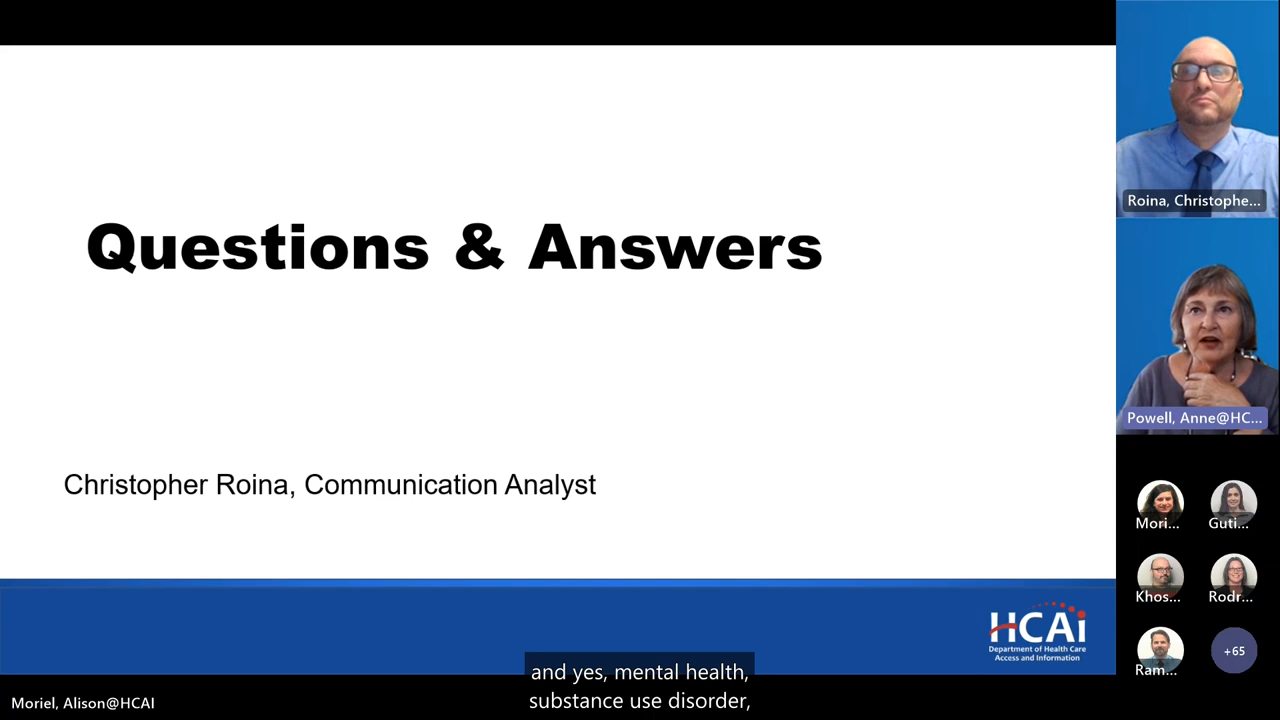 Questions & Answers
Christopher Roina, Communication Analyst
HCAi
Department of Health Care
Access and Information
and yes, mental health,
substance use disorder,
Moriel, Alison@HCAI
Roina, Christophe...
Powell, Anne@HC...
Mori...
Guti...
Khos...
Rodr...
Ram...
+65